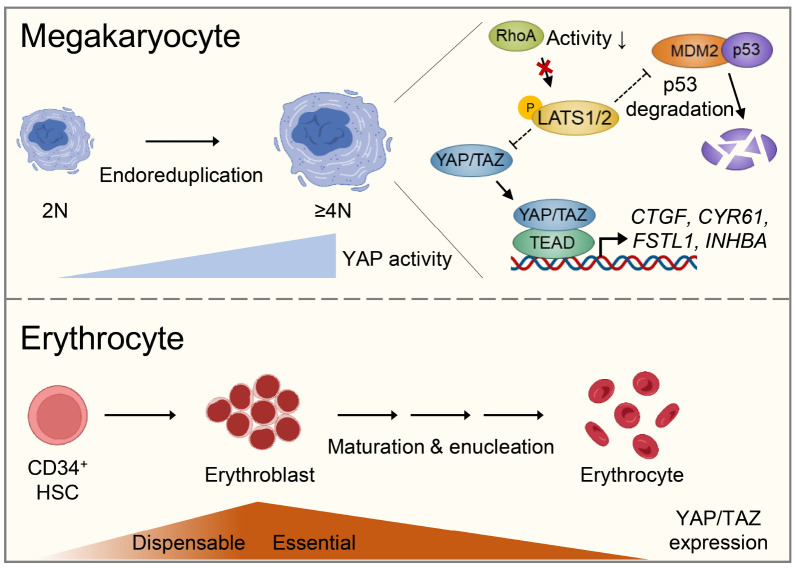 Megakaryocyte
2N
Endoreduplication
≥4N
YAP activity
RhoA
Activity ↓
MDM2
p53
p53
degradation
P
LATS1/2
YAP/TAZ
YAP/TAZ
TEAD
CTGF, CYR61,
FSTL1, INHBA
Erythrocyte
CD34⁺
HSC
Erythroblast
Maturation & enucleation
Erythrocyte
Dispensable
Essential
YAP/TAZ
expression